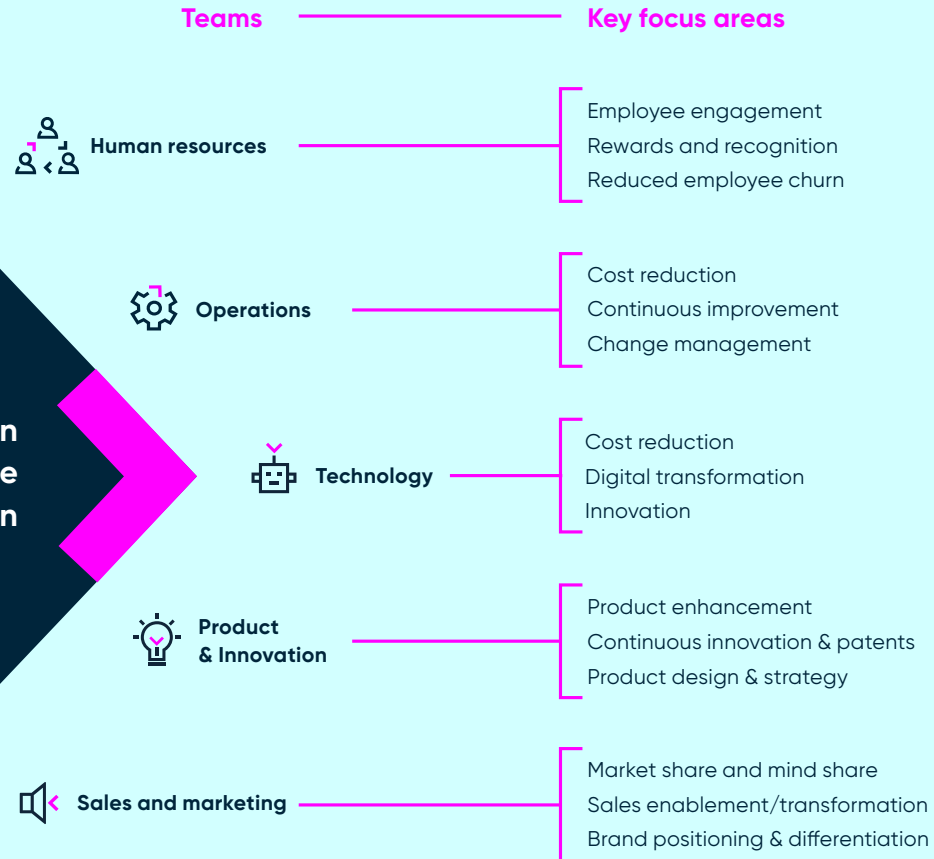 Teams
Key focus areas
Human resources
Employee engagement
Rewards and recognition
Reduced employee churn
Operations
Cost reduction
Continuous improvement
Change management
Technology
Cost reduction
Digital transformation
Innovation
Product
& Innovation
Product enhancement
Continuous innovation & patents
Product design & strategy
Sales and marketing
Market share and mind share
Sales enablement/transformation
Brand positioning & differentiation